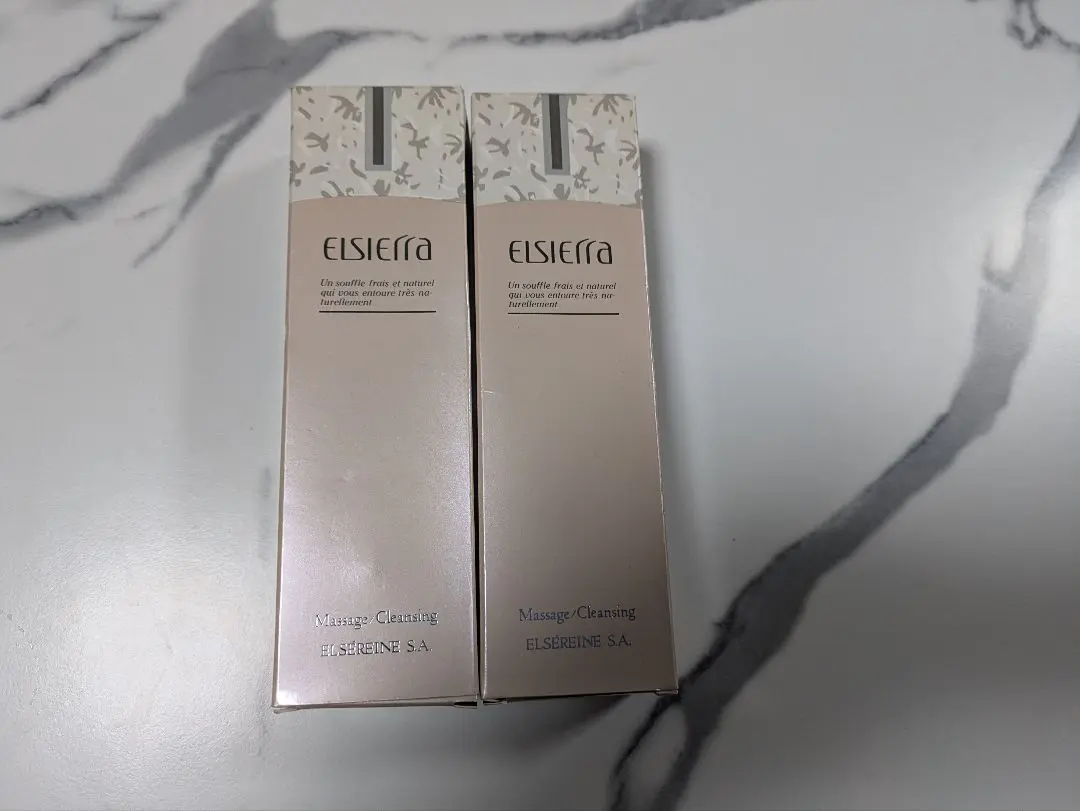 ELSIErra
Un souffle frais et naturel
qui vous entoure très na-
turellement
Massage/Cleansing
ELSÉREINE S.A.
ELSIErra
Un souffle frais et naturel
qui vous entoure très na-
turellement
Massage/Cleansing
ELSÉREINE S.A.